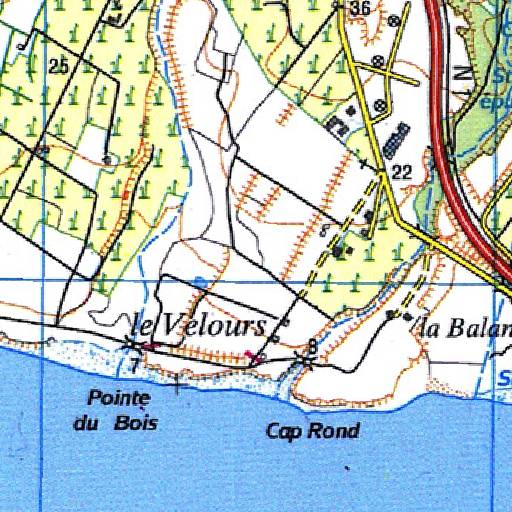 36
25
22
le Velours
la Balan
8
7
Pointe
du Bois
Cap Rond